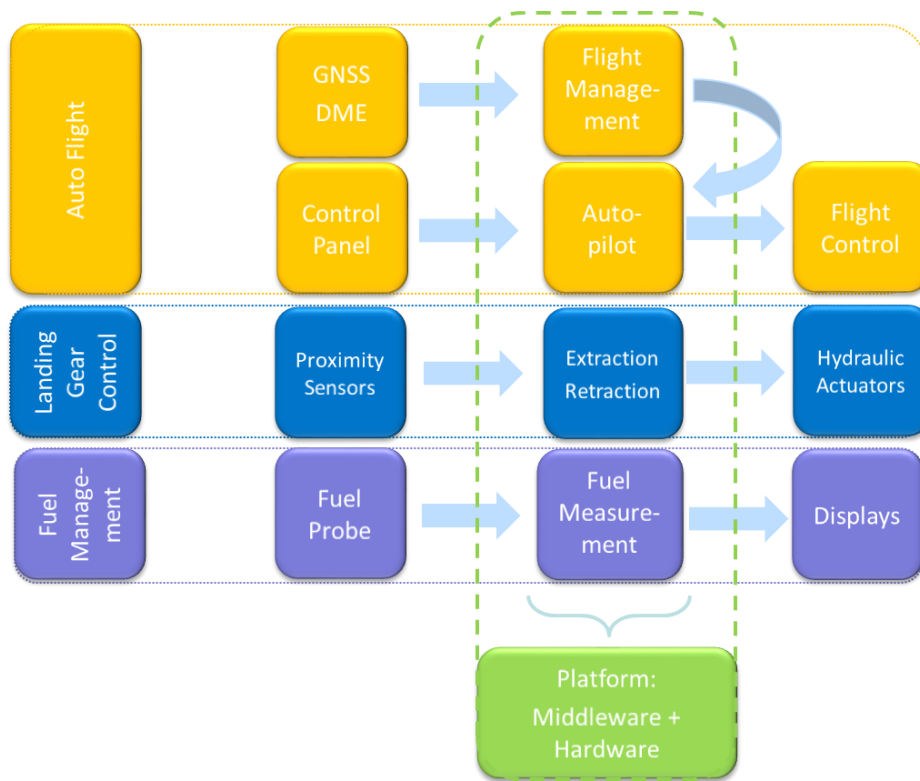 Auto Flight
GNSS
DME
Flight
Manage-
ment
Control
Panel
Auto-
pilot
Flight
Control
Landing
Gear
Control
Proximity
Sensors
Extraction
Retraction
Hydraulic
Actuators
Fuel
Manage-
ment
Fuel
Probe
Fuel
Measure-
ment
Displays
Platform:
Middleware +
Hardware